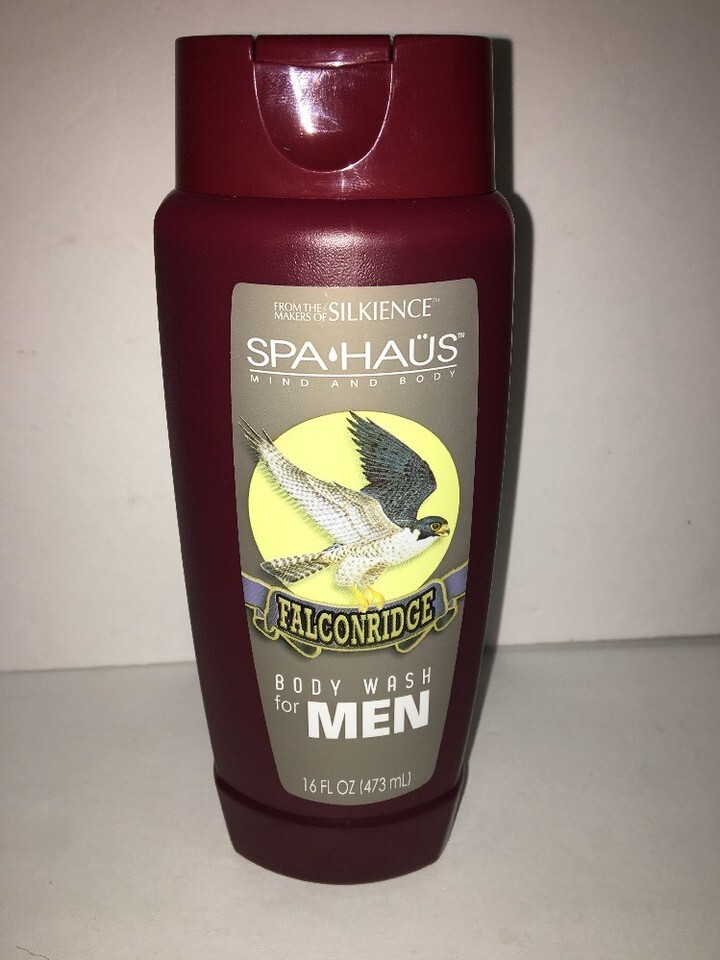 FROM THE MAKERS OF SILKIENCE™
SPA HAÜS™
MIND AND BODY
FALCONRIDGE
BODY WASH
for MEN
16 FL OZ (473 mL)